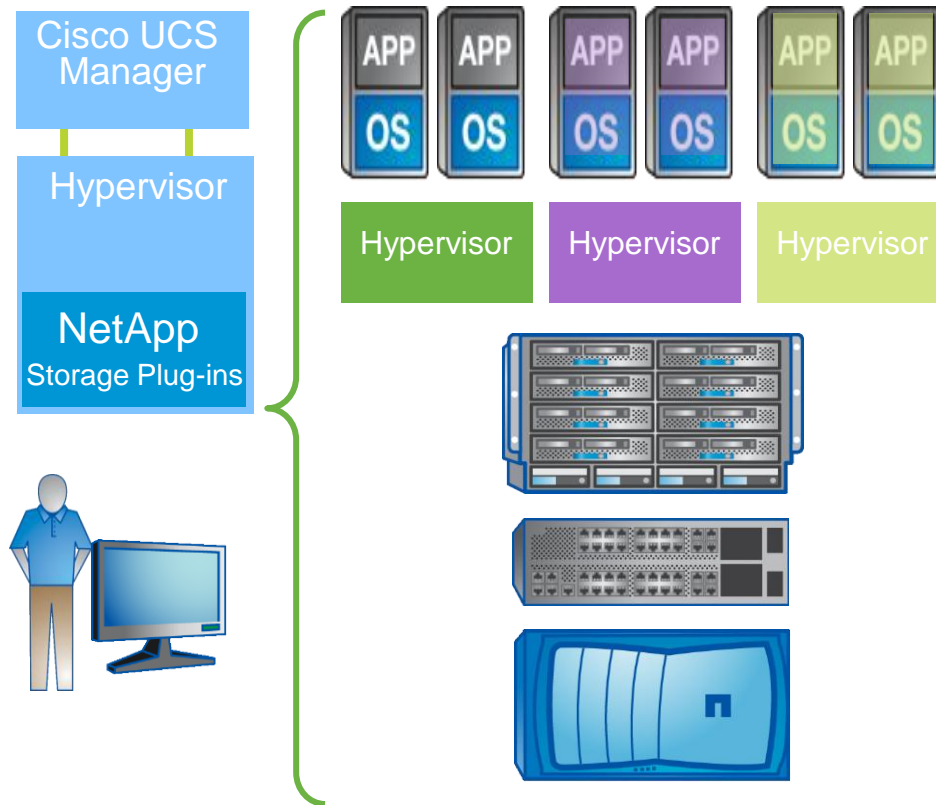 Cisco UCS
Manager
Hypervisor
NetApp
Storage Plug-ins
APP APP APP APP APP APP
OS OS OS OS OS OS
Hypervisor Hypervisor Hypervisor